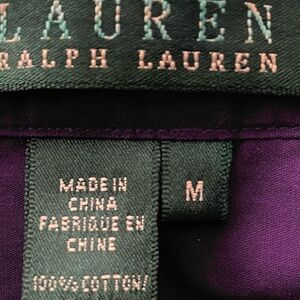 LAUREN
RALPH LAUREN
MADE IN
CHINA
FABRIQUE EN
CHINE
100% COTTON/
M